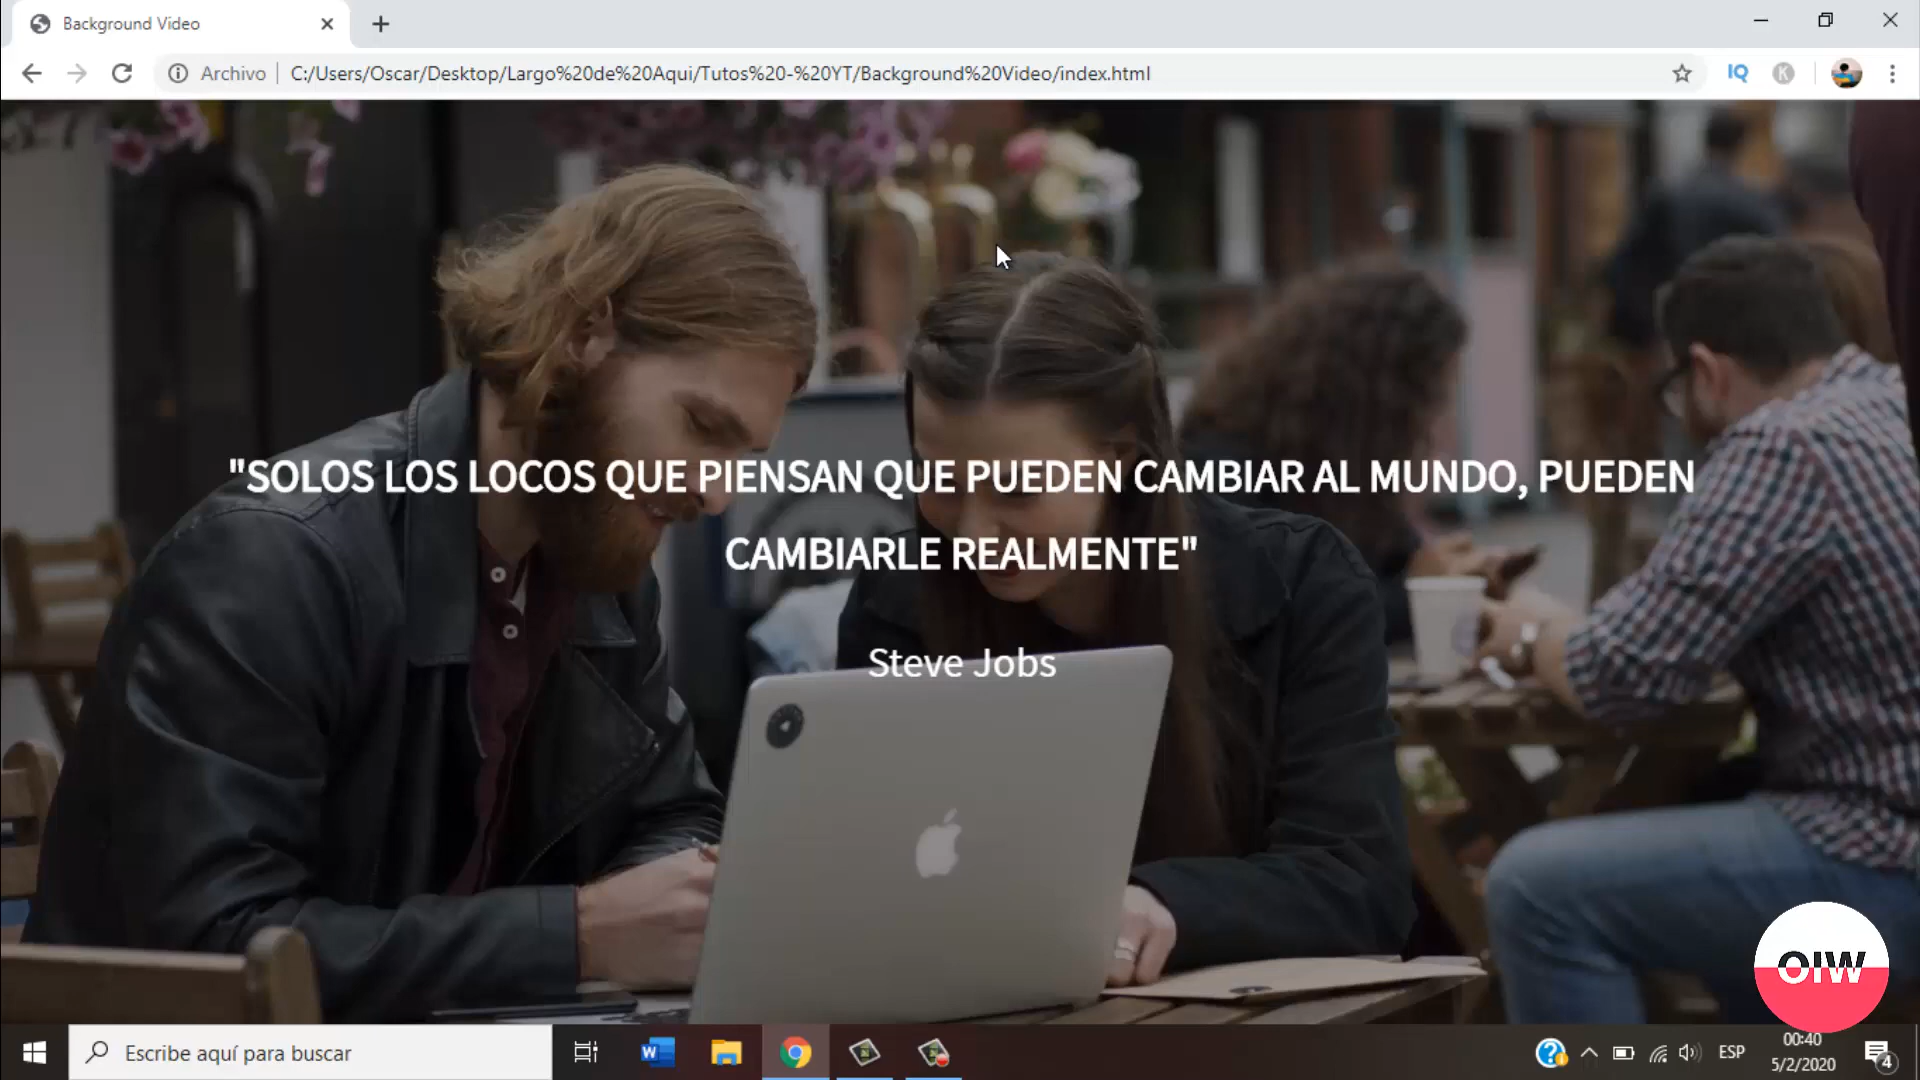 Background Video
Archivo
C:/Users/Oscar/Desktop/Largo%20de%20Aqui/Tutos%20-%20YT/Background%20Video/index.html
IQ
K
"SOLOS LOS LOCOS QUE PIENSAN QUE PUEDEN CAMBIAR AL MUNDO, PUEDEN
CAMBIARLE REALMENTE"
Steve Jobs
OIW
Escribe aquí para buscar
W
ESP
00:40
5/2/2020
4